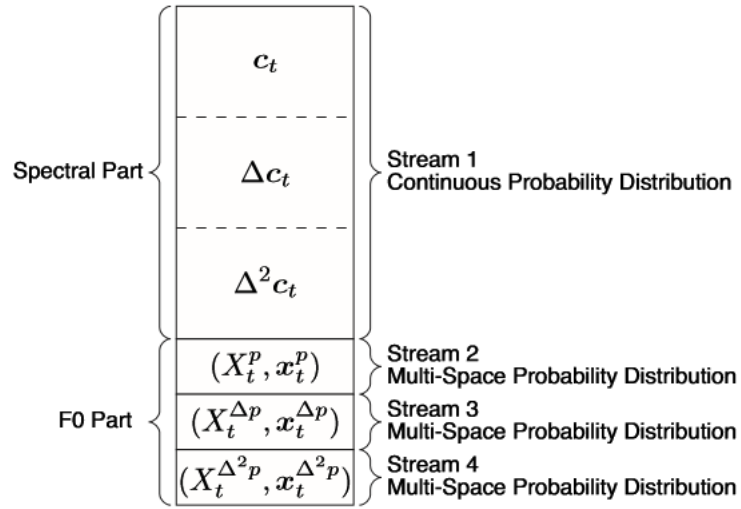 c_t
Spectral Part
Δc_t
Stream 1
Continuous Probability Distribution
Δ²c_t
(X_t^p, x_t^p)
Stream 2
Multi-Space Probability Distribution
F0 Part
(X_t^{Δp}, x_t^{Δp})
Stream 3
Multi-Space Probability Distribution
(X_t^{Δ²p}, x_t^{Δ²p})
Stream 4
Multi-Space Probability Distribution